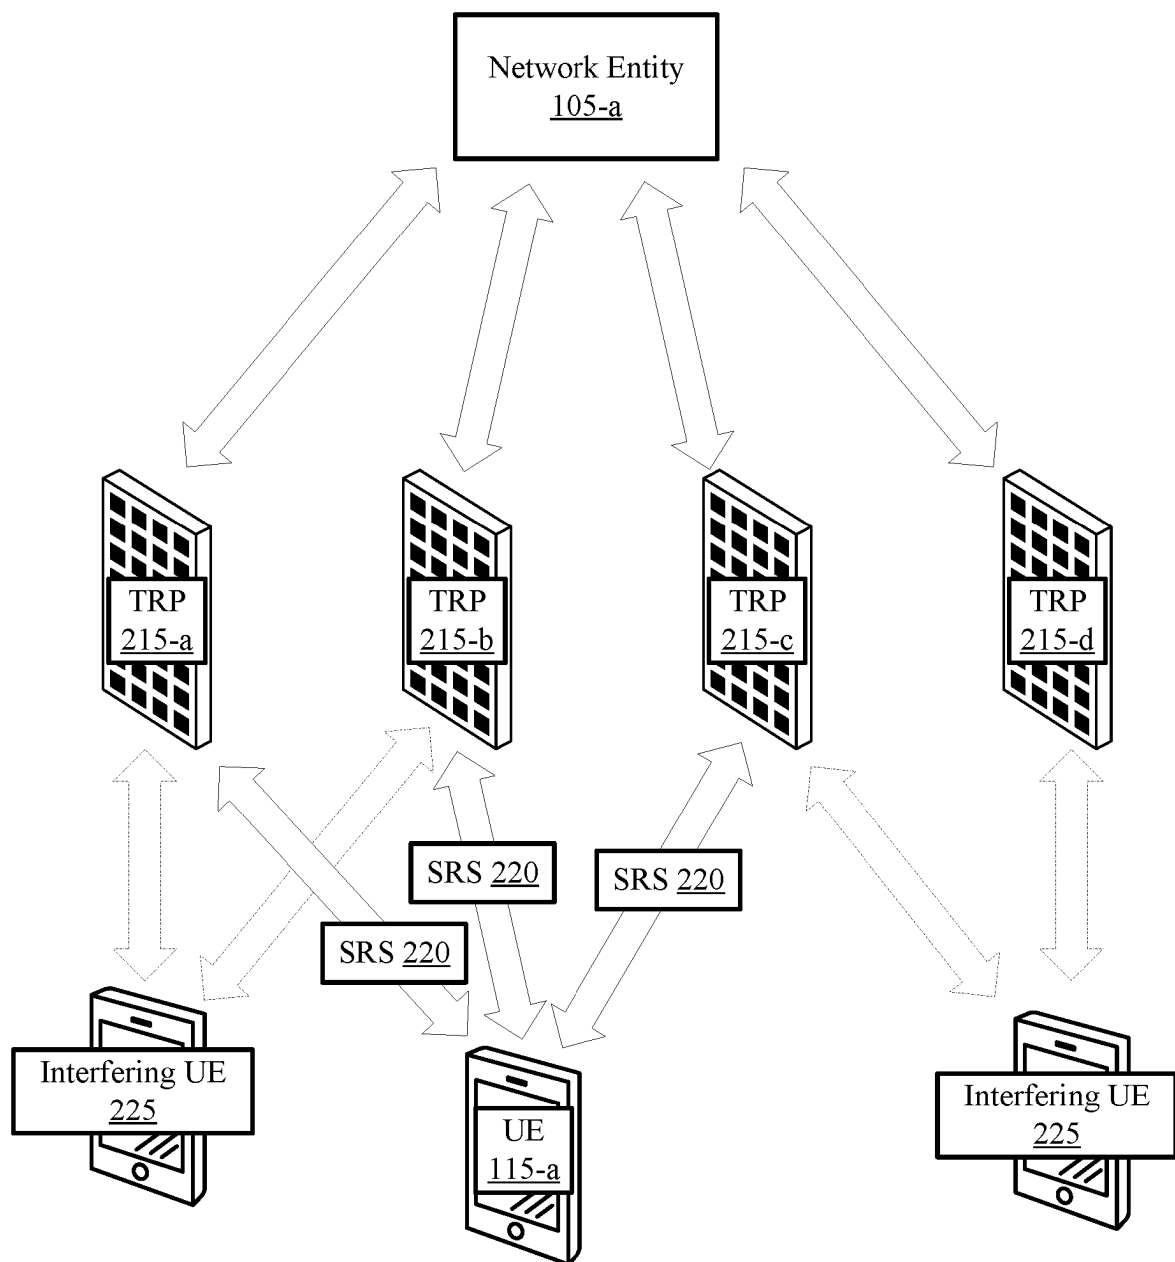 Network Entity
105-a
TRP
215-a
TRP
215-b
TRP
215-c
TRP
215-d
SRS 220
SRS 220
SRS 220
Interfering UE
225
UE
115-a
Interfering UE
225